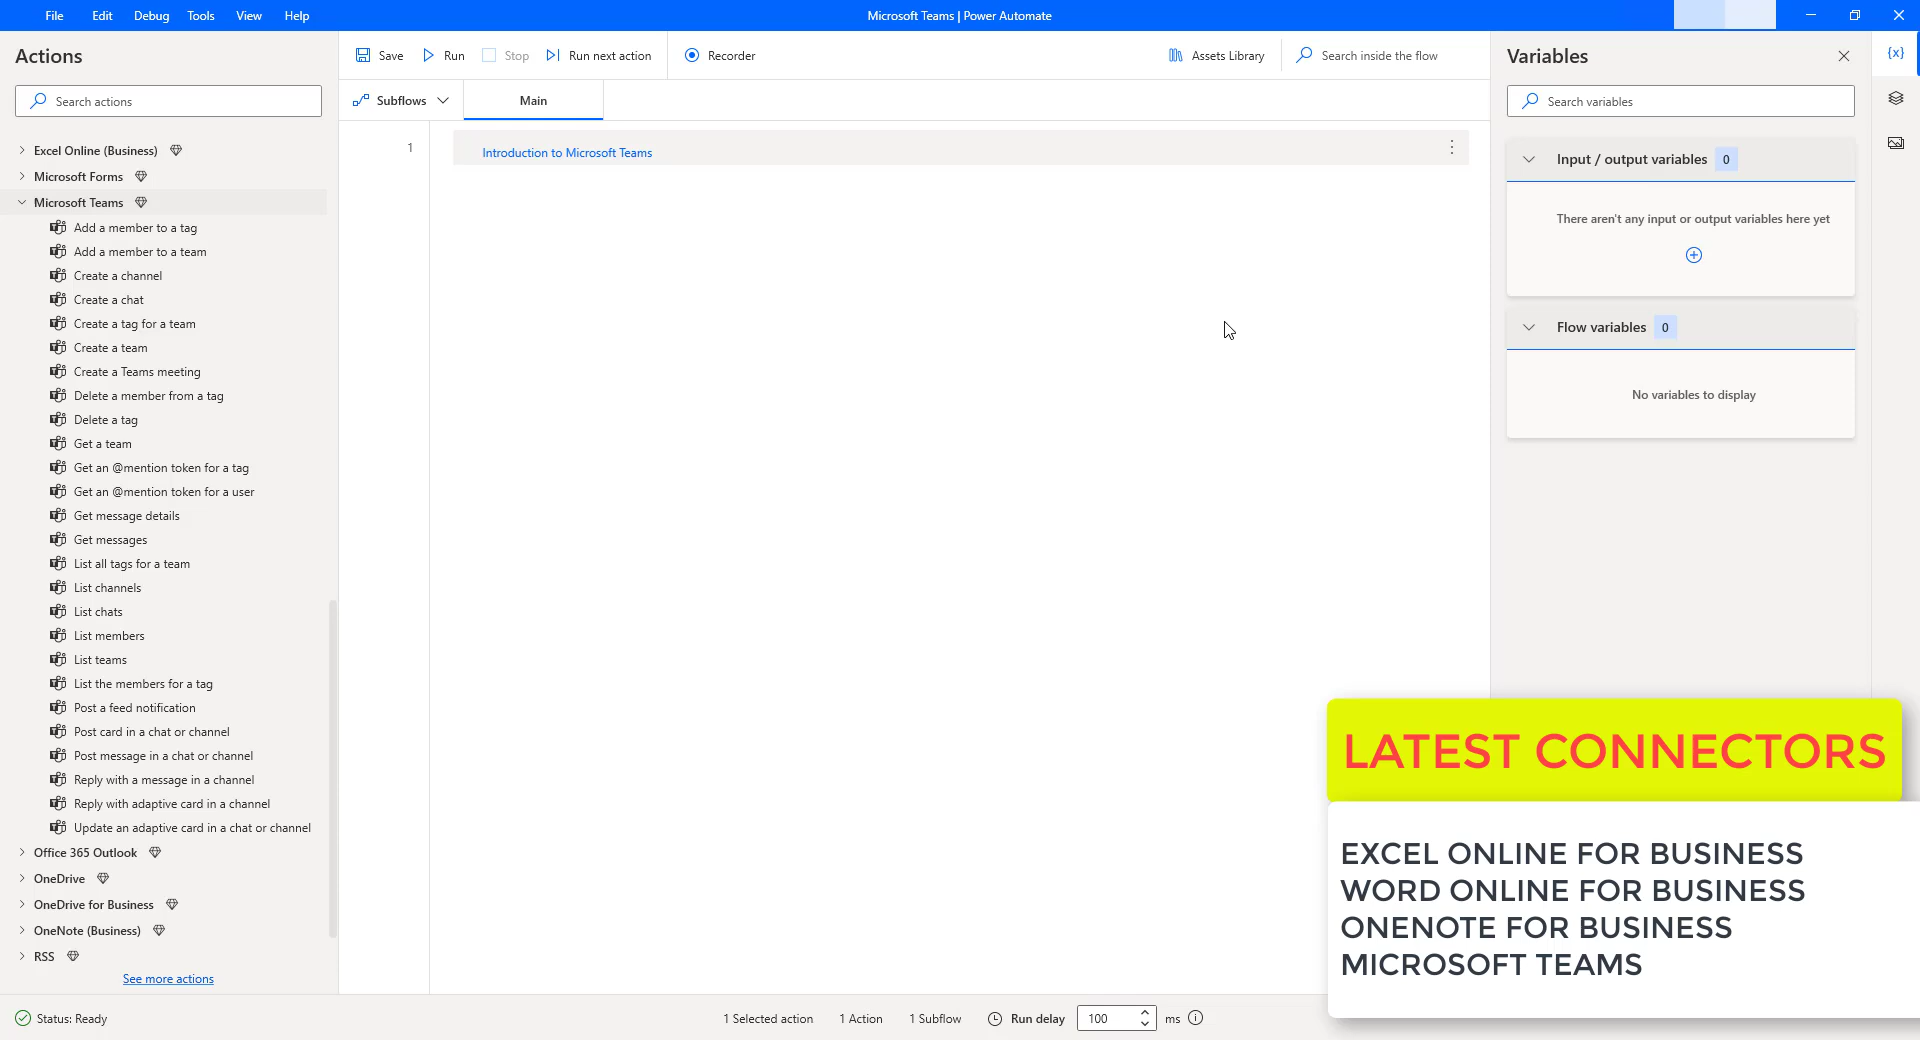 File Edit Debug Tools View Help
Microsoft Teams | Power Automate
Actions
Search actions
Excel Online (Business)
Microsoft Forms
Microsoft Teams
Add a member to a tag
Add a member to a team
Create a channel
Create a chat
Create a tag for a team
Create a team
Create a Teams meeting
Delete a member from a tag
Delete a tag
Get a team
Get an @mention token for a tag
Get an @mention token for a user
Get message details
Get messages
List all tags for a team
List channels
List chats
List members
List teams
List the members for a tag
Post a feed notification
Post card in a chat or channel
Post message in a chat or channel
Reply with a message in a channel
Reply with adaptive card in a channel
Update an adaptive card in a chat or channel
Office 365 Outlook
OneDrive
OneDrive for Business
OneNote (Business)
RSS
See more actions
Save Run Stop Run next action Recorder
Assets Library Search inside the flow
Subflows Main
1 Introduction to Microsoft Teams
Variables
{x}
Search variables
Input / output variables 0
There aren't any input or output variables here yet
Flow variables 0
No variables to display
LATEST CONNECTORS
EXCEL ONLINE FOR BUSINESS
WORD ONLINE FOR BUSINESS
ONENOTE FOR BUSINESS
MICROSOFT TEAMS
Status: Ready
1 Selected action 1 Action 1 Subflow Run delay 100 ms